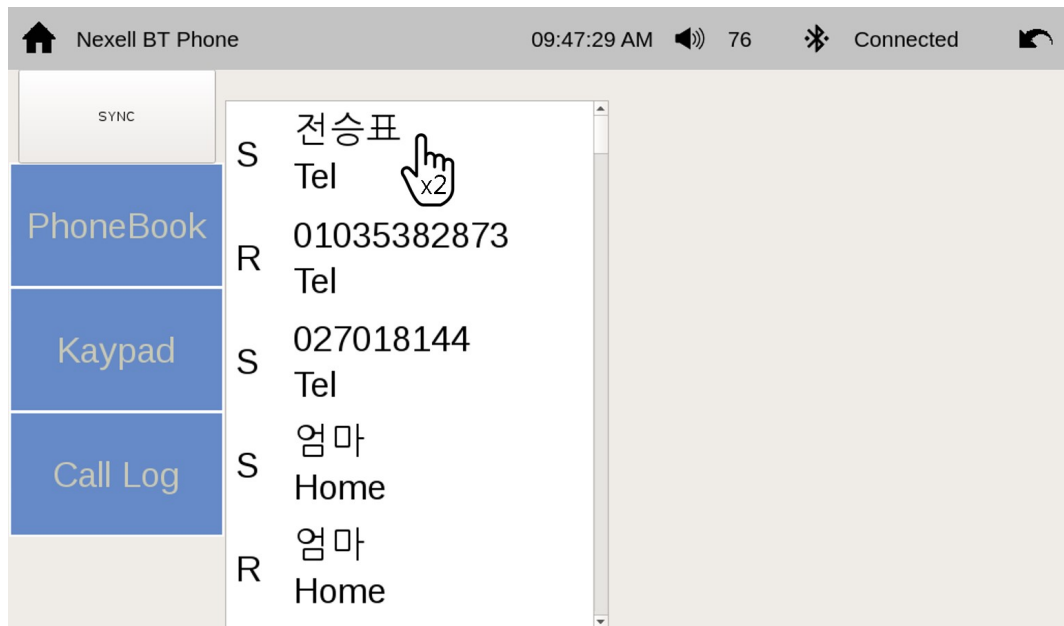 Nexell BT Phone 09:47:29 AM 76 Connected
SYNC
PhoneBook
Kaypad
Call Log
S 전승표
Tel
x2
R 01035382873
Tel
S 027018144
Tel
S 엄마
Home
R 엄마
Home